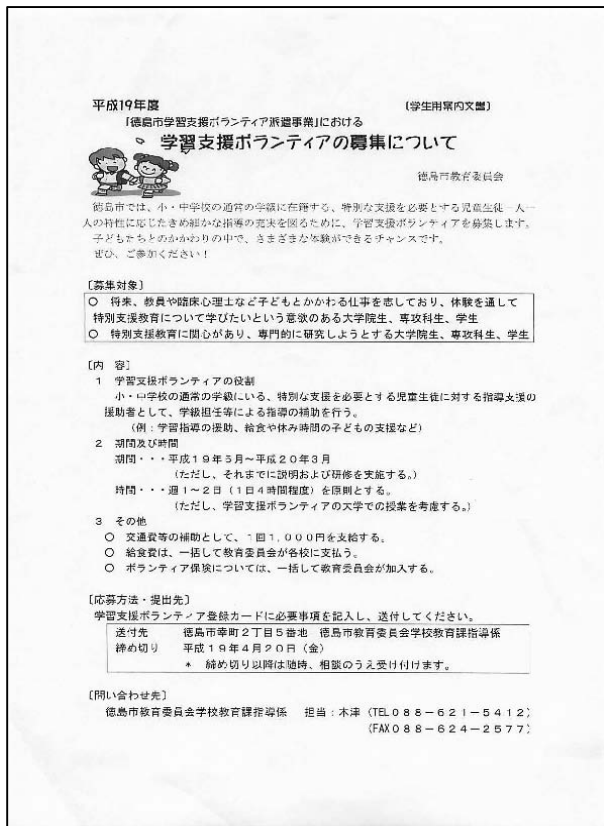 平成19年度
(学生用案内文書)
「徳島市学習支援ボランティア派遣事業」における
学習支援ボランティアの募集について
徳島市教育委員会
徳島市では、小・中学校の通常の学級に在籍する、特別な支援を必要とする児童生徒一人一
人の特性に応じたきめ細かな指導の充実を図るために、学習支援ボランティアを募集します。
子どもたちとのかかわりの中で、さまざまな体験ができるチャンスです。
ぜひ、ご参加ください!
〔募集対象〕
○ 将来、教員や臨床心理士など子どもとかかわる仕事を志しており、体験を通して
特別支援教育について学びたいという意欲のある大学院生、専攻科生、学生
○ 特別支援教育に関心があり、専門的に研究しようとする大学院生、専攻科生、学生
〔内 容〕
1 学習支援ボランティアの役割
小・中学校の通常の学級にいる、特別な支援を必要とする児童生徒に対する指導支援の
援助者として、学級担任等による指導の補助を行う。
(例:学習指導の援助、給食や休み時間の子どもの支援など)
2 期間及び時間
期間・・・平成19年5月~平成20年3月
(ただし、それまでに説明および研修を実施する。)
時間・・・週1~2日(1日4時間程度)を原則とする。
(ただし、学習支援ボランティアの大学での授業を考慮する。)
3 その他
○ 交通費等の補助として、1回1,000円を支給する。
○ 給食費は、一括して教育委員会が各校に支払う。
○ ボランティア保険については、一括して教育委員会が加入する。
〔応募方法・提出先〕
学習支援ボランティア登録カードに必要事項を記入し、送付してください。
送付先 徳島市幸町2丁目5番地 徳島市教育委員会学校教育課指導係
締め切り 平成19年4月20日(金)
* 締め切り以降は随時、相談のうえ受け付けます。
〔問い合わせ先〕
徳島市教育委員会学校教育課指導係 担当:木津(TEL088-621-5412)
(FAX088-624-2577)